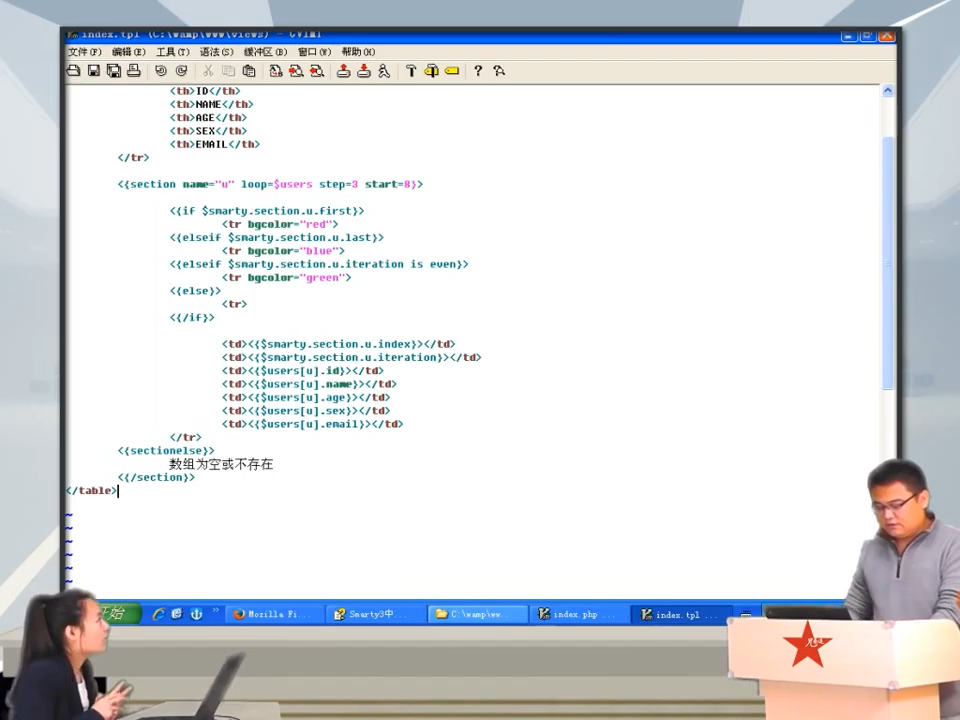 index.tpl (C:\wamp\www\views) - GVIM1
文件(F) 编辑(E) 工具(T) 语法(S) 缓冲区(B) 窗口(W) 帮助(H)
<th>ID</th>
<th>NAME</th>
<th>AGE</th>
<th>SEX</th>
<th>EMAIL</th>
</tr>
<{section name="u" loop=$users step=3 start=8}>
<{if $smarty.section.u.first}>
<tr bgcolor="red">
<{elseif $smarty.section.u.last}>
<tr bgcolor="blue">
<{elseif $smarty.section.u.iteration is even}>
<tr bgcolor="green">
<{else}>
<tr>
<{/if}>
<td><{$smarty.section.u.index}></td>
<td><{$smarty.section.u.iteration}></td>
<td><{$users[u].id}></td>
<td><{$users[u].name}></td>
<td><{$users[u].age}></td>
<td><{$users[u].sex}></td>
<td><{$users[u].email}></td>
</tr>
<{sectionelse}>
数组为空或不存在
<{/section}>
</table>
~
~
~
~
~
~
开始 Mozilla Fi... Smarty3中... C:\wamp\ww... index.php ... index.tpl ...